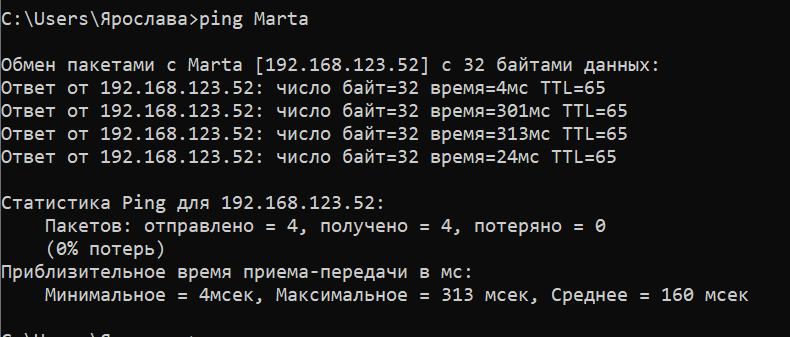 C:\Users\Ярослава>ping Marta
Обмен пакетами с Marta [192.168.123.52] с 32 байтами данных:
Ответ от 192.168.123.52: число байт=32 время=4мс TTL=65
Ответ от 192.168.123.52: число байт=32 время=301мс TTL=65
Ответ от 192.168.123.52: число байт=32 время=313мс TTL=65
Ответ от 192.168.123.52: число байт=32 время=24мс TTL=65
Статистика Ping для 192.168.123.52:
Пакетов: отправлено = 4, получено = 4, потеряно = 0
(0% потерь)
Приблизительное время приема-передачи в мс:
Минимальное = 4мсек, Максимальное = 313 мсек, Среднее = 160 мсек